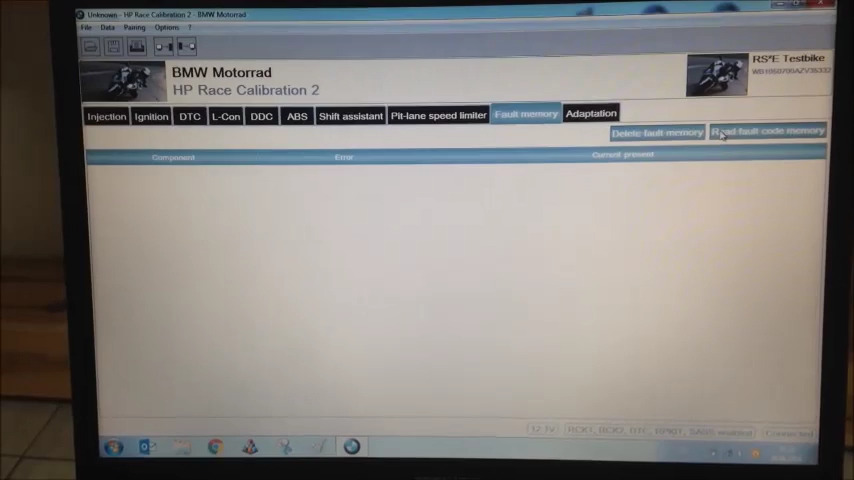 Unknown - HP Race Calibration 2 - BMW Motorrad
File Data Pairing Options ?
BMW Motorrad
HP Race Calibration 2
RS*E Testbike
Injection Ignition DTC L-Con DDC ABS Shift assistant Pit-lane speed limiter Fault memory Adaptation
Delete fault memory Read fault code memory
Component Error Current present